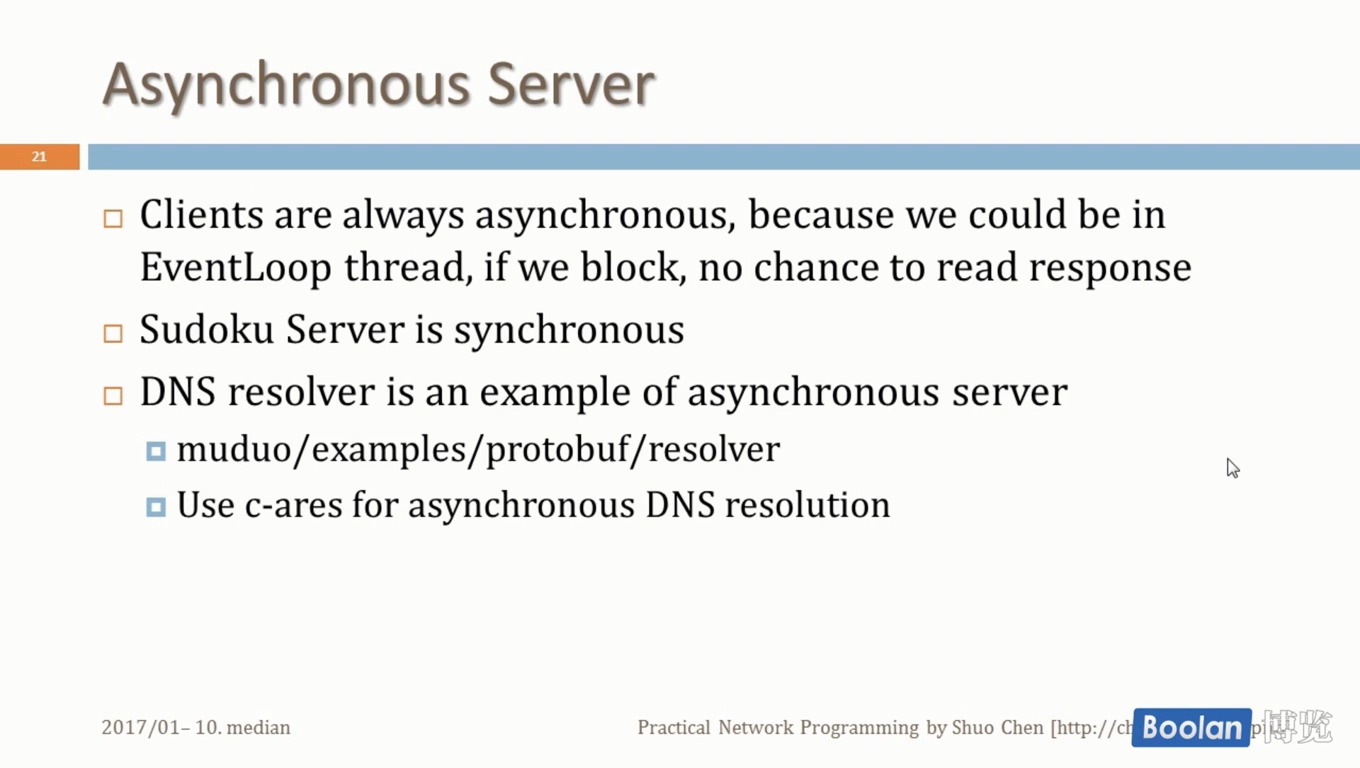 Asynchronous Server
21
Clients are always asynchronous, because we could be in
EventLoop thread, if we block, no chance to read response
Sudoku Server is synchronous
DNS resolver is an example of asynchronous server
muduo/examples/protobuf/resolver
Use c-ares for asynchronous DNS resolution
2017/01– 10. median
Practical Network Programming by Shuo Chen [http://ch
Boolan 博览